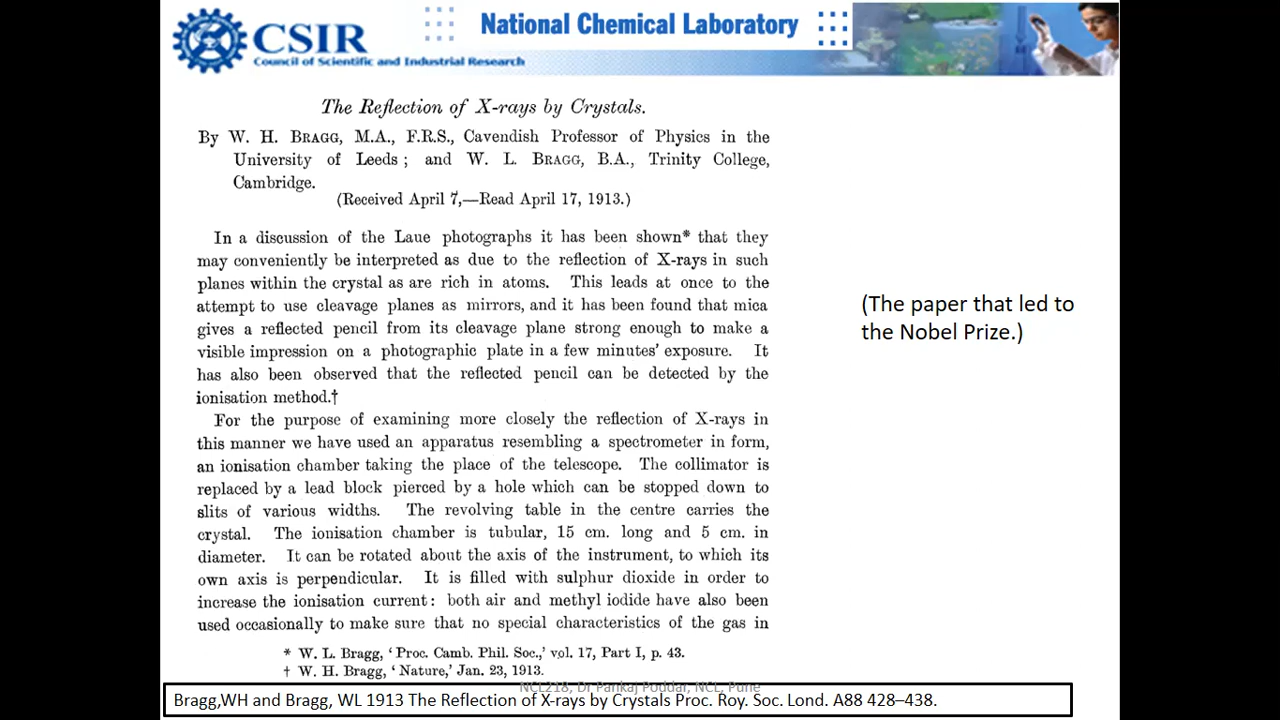 CSIR
Council of Scientific and Industrial Research
National Chemical Laboratory
The Reflection of X-rays by Crystals.
By W. H. BRAGG, M.A., F.R.S., Cavendish Professor of Physics in the
University of Leeds ; and W. L. BRAGG, B.A., Trinity College,
Cambridge.
(Received April 7,—Read April 17, 1913.)
In a discussion of the Laue photographs it has been shown* that they
may conveniently be interpreted as due to the reflection of X-rays in such
planes within the crystal as are rich in atoms. This leads at once to the
attempt to use cleavage planes as mirrors, and it has been found that mica
gives a reflected pencil from its cleavage plane strong enough to make a
visible impression on a photographic plate in a few minutes' exposure. It
has also been observed that the reflected pencil can be detected by the
ionisation method.†
For the purpose of examining more closely the reflection of X-rays in
this manner we have used an apparatus resembling a spectrometer in form,
an ionisation chamber taking the place of the telescope. The collimator is
replaced by a lead block pierced by a hole which can be stopped down to
slits of various widths. The revolving table in the centre carries the
crystal. The ionisation chamber is tubular, 15 cm. long and 5 cm. in
diameter. It can be rotated about the axis of the instrument, to which its
own axis is perpendicular. It is filled with sulphur dioxide in order to
increase the ionisation current : both air and methyl iodide have also been
used occasionally to make sure that no special characteristics of the gas in
* W. L. Bragg, ' Proc. Camb. Phil. Soc.,' vol. 17, Part I, p. 43.
† W. H. Bragg, ' Nature,' Jan. 23, 1913.
(The paper that led to
the Nobel Prize.)
NCL218, Dr Pankaj Poddar, NCL, Pune
Bragg,WH and Bragg, WL 1913 The Reflection of X-rays by Crystals Proc. Roy. Soc. Lond. A88 428–438.